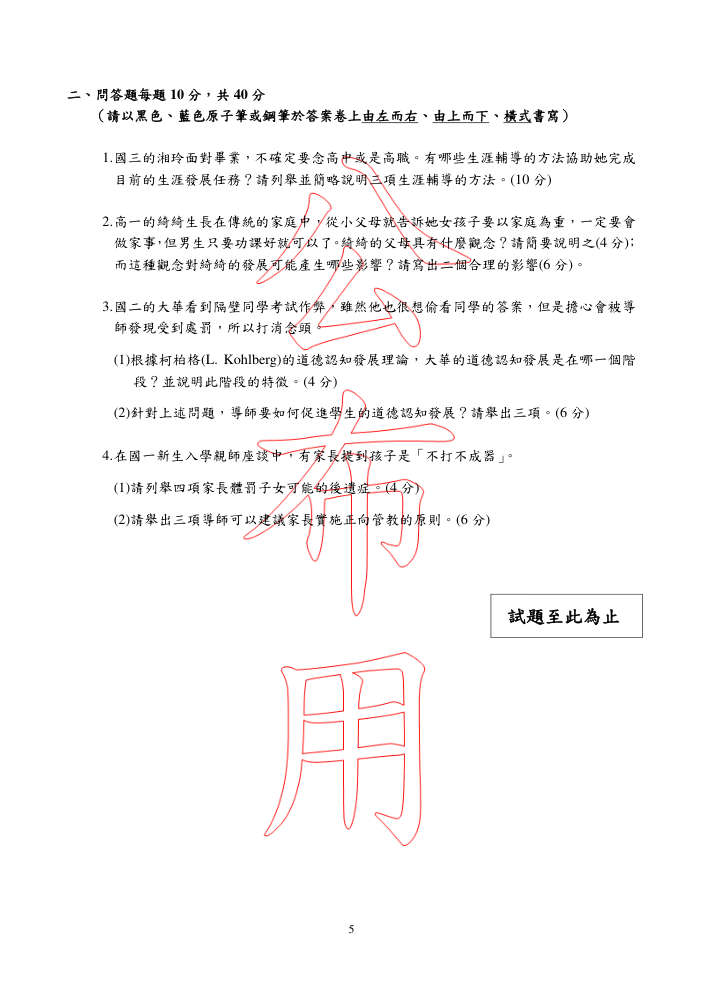 二、問答題每題 10 分，共 40 分
（請以黑色、藍色原子筆或鋼筆於答案卷上由左而右、由上而下、橫式書寫）
1.國三的湘玲面對畢業，不確定要念高中或是高職。有哪些生涯輔導的方法協助她完成
目前的生涯發展任務？請列舉並簡略說明三項生涯輔導的方法。(10 分)
2.高一的綺綺生長在傳統的家庭中，從小父母就告訴她女孩子要以家庭為重，一定要會
做家事，但男生只要功課好就可以了。綺綺的父母具有什麼觀念？請簡要說明之(4 分)；
而這種觀念對綺綺的發展可能產生哪些影響？請寫出二個合理的影響(6 分)。
3.國二的大華看到隔壁同學考試作弊，雖然他也很想偷看同學的答案，但是擔心會被導
師發現受到處罰，所以打消念頭。
(1)根據柯柏格(L. Kohlberg)的道德認知發展理論，大華的道德認知發展是在哪一個階
段？並說明此階段的特徵。(4 分)
(2)針對上述問題，導師要如何促進學生的道德認知發展？請舉出三項。(6 分)
4.在國一新生入學親師座談中，有家長提到孩子是「不打不成器」。
(1)請列舉四項家長體罰子女可能的後遺症。(4 分)
(2)請舉出三項導師可以建議家長實施正向管教的原則。(6 分)
試題至此為止
公布用
5